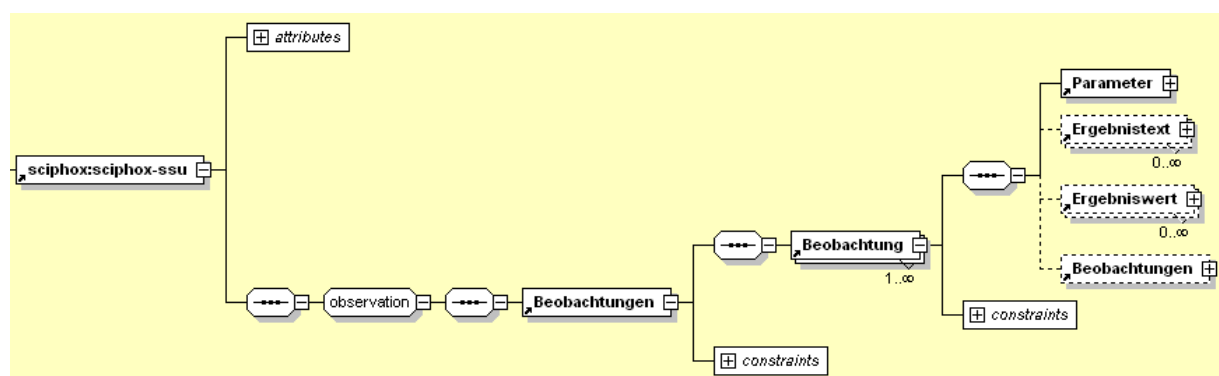 attributes
sciphox:sciphox-ssu
observation
Beobachtungen
Beobachtung
1..∞
Parameter
Ergebnistext
0..∞
Ergebniswert
0..∞
Beobachtungen
constraints
constraints